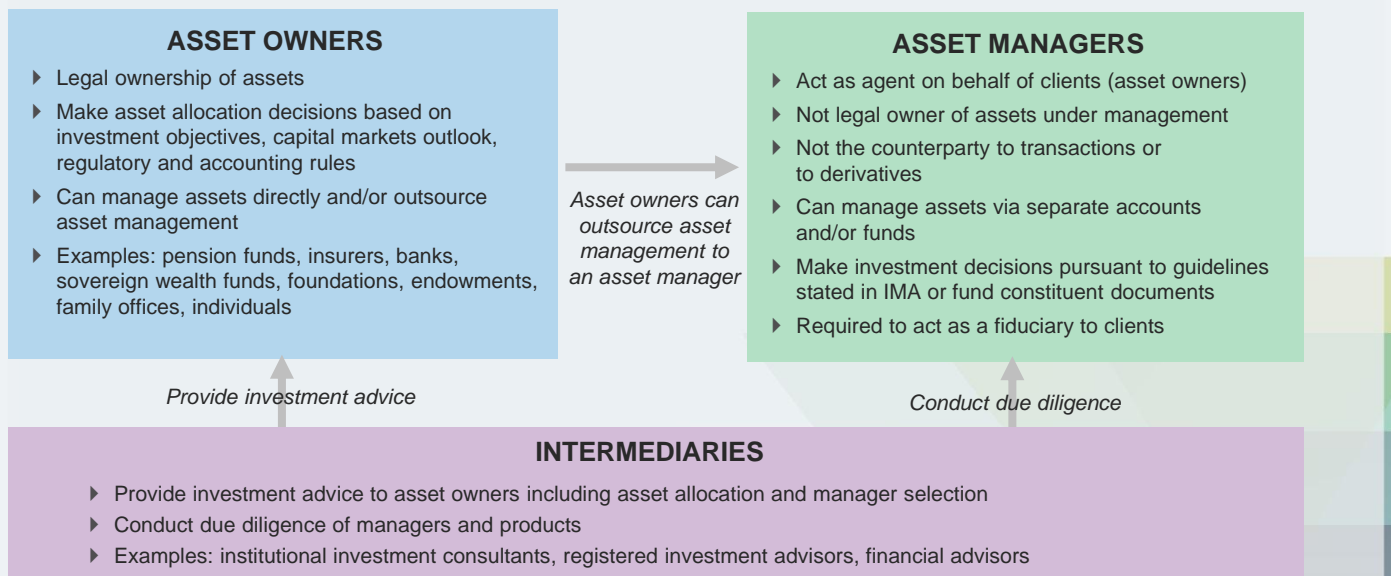 ASSET OWNERS
Legal ownership of assets
Make asset allocation decisions based on
investment objectives, capital markets outlook,
regulatory and accounting rules
Can manage assets directly and/or outsource
asset management
Examples: pension funds, insurers, banks,
sovereign wealth funds, foundations, endowments,
family offices, individuals
Asset owners can
outsource asset
management to
an asset manager
ASSET MANAGERS
Act as agent on behalf of clients (asset owners)
Not legal owner of assets under management
Not the counterparty to transactions or
to derivatives
Can manage assets via separate accounts
and/or funds
Make investment decisions pursuant to guidelines
stated in IMA or fund constituent documents
Required to act as a fiduciary to clients
Provide investment advice
Conduct due diligence
INTERMEDIARIES
Provide investment advice to asset owners including asset allocation and manager selection
Conduct due diligence of managers and products
Examples: institutional investment consultants, registered investment advisors, financial advisors